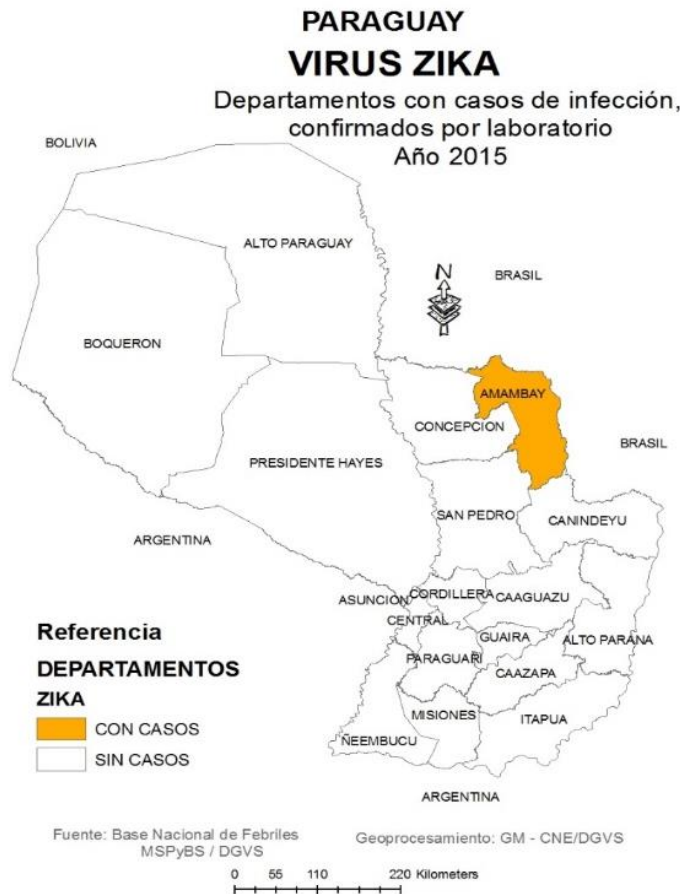 PARAGUAY
VIRUS ZIKA
Departamentos con casos de infección,
confirmados por laboratorio
Año 2015
BOLIVIA
ALTO PARAGUAY
N
BRASIL
BOQUERON
AMAMBAY
CONCEPCION
BRASIL
PRESIDENTE HAYES
SAN PEDRO
CANINDEYU
ARGENTINA
ASUNCION
CORDILLERA
CAAGUAZU
CENTRAL
GUAIRA
ALTO PARANA
PARAGUARI
CAAZAPA
MISIONES
ITAPUA
ÑEEMBUCU
ARGENTINA
Referencia
DEPARTAMENTOS
ZIKA
CON CASOS
SIN CASOS
Fuente: Base Nacional de Febriles
MSPyBS / DGVS
Geoprocesamiento: GM - CNE/DGVS
0 55 110 220 Kilometers